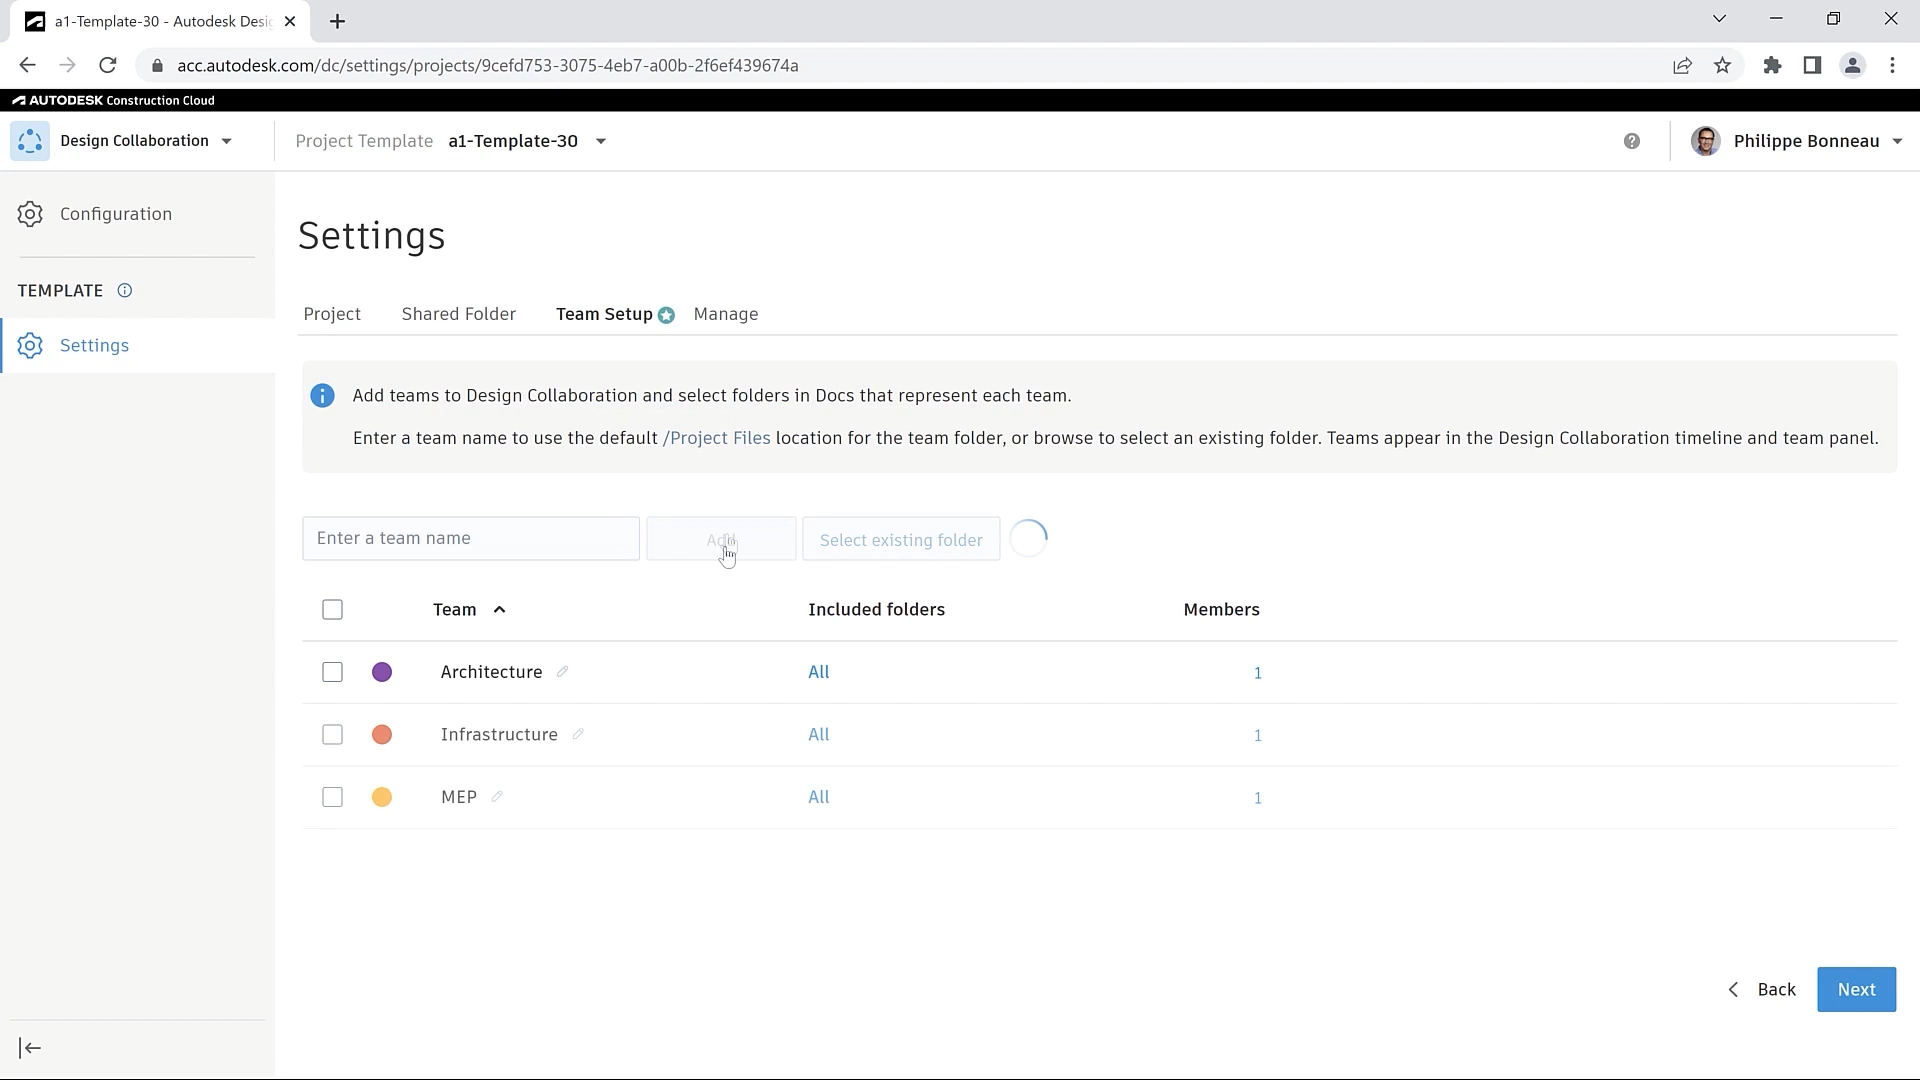 a1-Template-30 - Autodesk Desi
acc.autodesk.com/dc/settings/projects/9cefd753-3075-4eb7-a00b-2f6ef439674a
AUTODESK Construction Cloud
Design Collaboration
Project Template a1-Template-30
Philippe Bonneau
Configuration
TEMPLATE
Settings
Settings
Project Shared Folder Team Setup Manage
Add teams to Design Collaboration and select folders in Docs that represent each team.
Enter a team name to use the default /Project Files location for the team folder, or browse to select an existing folder. Teams appear in the Design Collaboration timeline and team panel.
Enter a team name Add Select existing folder
Team Included folders Members
Architecture All 1
Infrastructure All 1
MEP All 1
Back Next